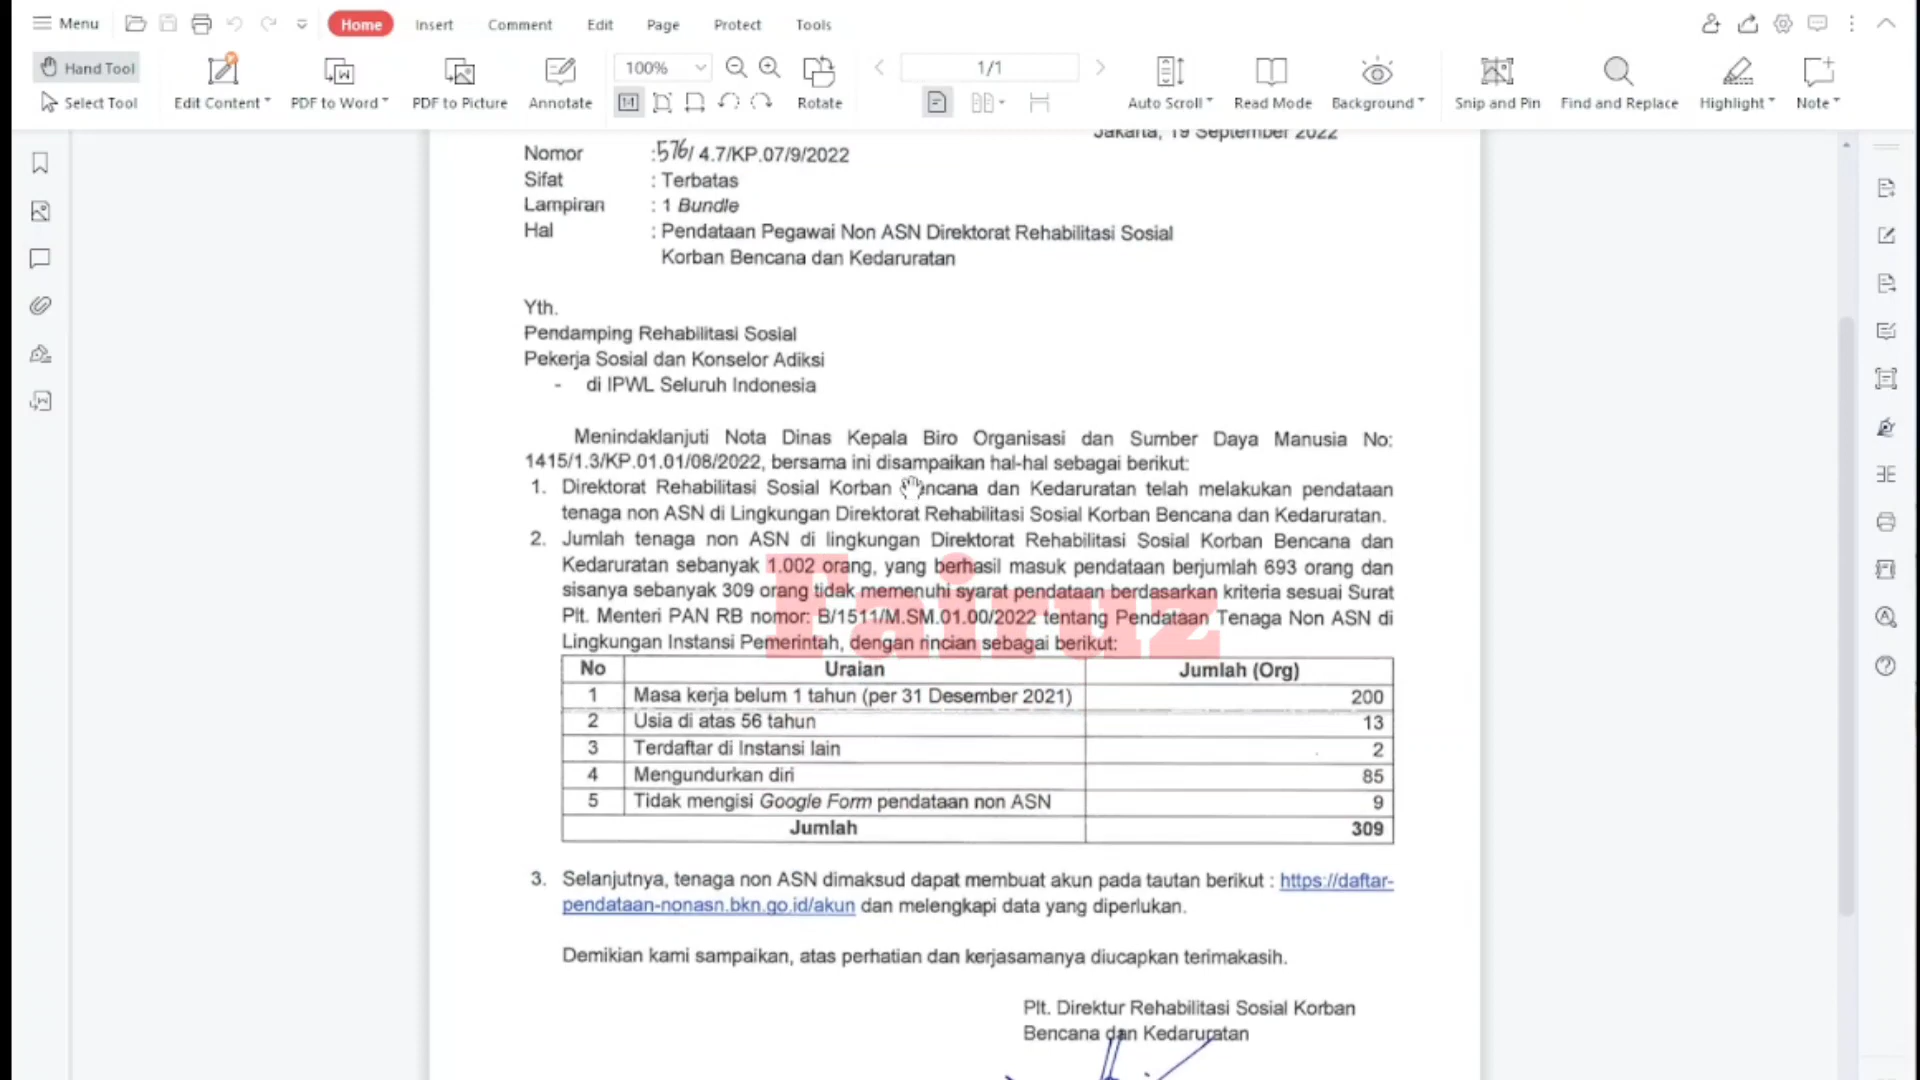 Menu
Home
Insert
Comment
Edit
Page
Protect
Tools
Hand Tool
Select Tool
Edit Content
PDF to Word
PDF to Picture
Annotate
100%
Rotate
1/1
Auto Scroll
Read Mode
Background
Snip and Pin
Find and Replace
Highlight
Note
Jakarta, 19 September 2022
Nomor : 576/ 4.7/KP.07/9/2022
Sifat : Terbatas
Lampiran : 1 Bundle
Hal : Pendataan Pegawai Non ASN Direktorat Rehabilitasi Sosial
Korban Bencana dan Kedaruratan
Yth.
Pendamping Rehabilitasi Sosial
Pekerja Sosial dan Konselor Adiksi
- di IPWL Seluruh Indonesia
Menindaklanjuti Nota Dinas Kepala Biro Organisasi dan Sumber Daya Manusia No:
1415/1.3/KP.01.01/08/2022, bersama ini disampaikan hal-hal sebagai berikut:
1. Direktorat Rehabilitasi Sosial Korban Bencana dan Kedaruratan telah melakukan pendataan
tenaga non ASN di Lingkungan Direktorat Rehabilitasi Sosial Korban Bencana dan Kedaruratan.
2. Jumlah tenaga non ASN di lingkungan Direktorat Rehabilitasi Sosial Korban Bencana dan
Kedaruratan sebanyak 1.002 orang, yang berhasil masuk pendataan berjumlah 693 orang dan
sisanya sebanyak 309 orang tidak memenuhi syarat pendataan berdasarkan kriteria sesuai Surat
Plt. Menteri PAN RB nomor: B/1511/M.SM.01.00/2022 tentang Pendataan Tenaga Non ASN di
Lingkungan Instansi Pemerintah, dengan rincian sebagai berikut:
Fairuz
No Uraian Jumlah (Org)
1 Masa kerja belum 1 tahun (per 31 Desember 2021) 200
2 Usia di atas 56 tahun 13
3 Terdaftar di Instansi lain 2
4 Mengundurkan diri 85
5 Tidak mengisi Google Form pendataan non ASN 9
Jumlah 309
3. Selanjutnya, tenaga non ASN dimaksud dapat membuat akun pada tautan berikut : https://daftar-
pendataan-nonasn.bkn.go.id/akun dan melengkapi data yang diperlukan.
Demikian kami sampaikan, atas perhatian dan kerjasamanya diucapkan terimakasih.
Plt. Direktur Rehabilitasi Sosial Korban
Bencana dan Kedaruratan